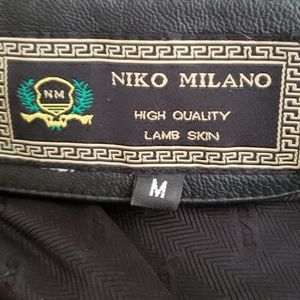 NM
NIKO MILANO
HIGH QUALITY
LAMB SKIN
M